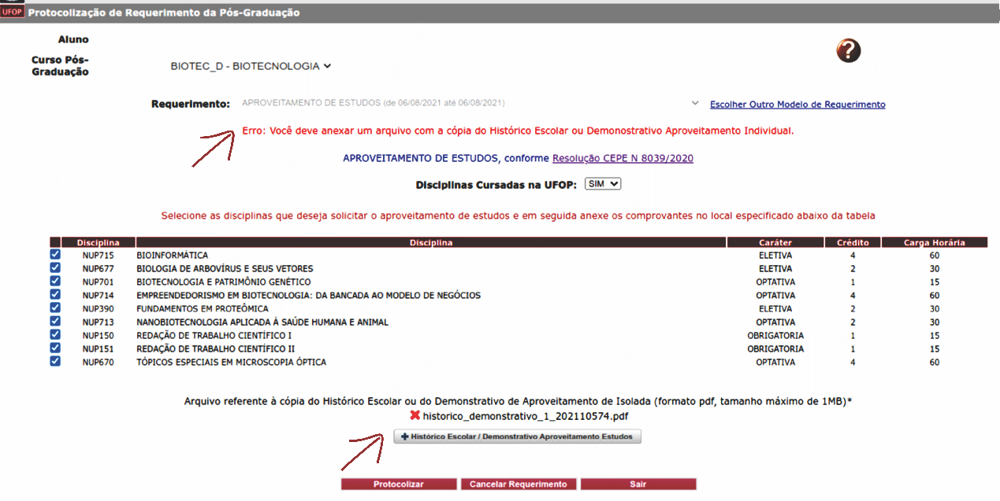 UFOP Protocolização de Requerimento da Pós-Graduação
Aluno
?
Curso Pós-
Graduação
BIOTEC_D - BIOTECNOLOGIA
Requerimento: APROVEITAMENTO DE ESTUDOS (de 06/08/2021 até 06/08/2021) Escolher Outro Modelo de Requerimento
Erro: Você deve anexar um arquivo com a cópia do Histórico Escolar ou Demonostrativo Aproveitamento Individual.
APROVEITAMENTO DE ESTUDOS, conforme Resolução CEPE N 8039/2020
Disciplinas Cursadas na UFOP: SIM
Selecione as disciplinas que deseja solicitar o aproveitamento de estudos e em seguida anexe os comprovantes no local especificado abaixo da tabela
Disciplina Disciplina Caráter Crédito Carga Horária
NUP715 BIOINFORMÁTICA ELETIVA 4 60
NUP677 BIOLOGIA DE ARBOVÍRUS E SEUS VETORES ELETIVA 2 30
NUP701 BIOTECNOLOGIA E PATRIMÔNIO GENÉTICO OPTATIVA 1 15
NUP714 EMPREENDEDORISMO EM BIOTECNOLOGIA: DA BANCADA AO MODELO DE NEGÓCIOS OPTATIVA 4 60
NUP390 FUNDAMENTOS EM PROTEÔMICA ELETIVA 2 30
NUP713 NANOBIOTECNOLOGIA APLICADA À SAÚDE HUMANA E ANIMAL OPTATIVA 2 30
NUP150 REDAÇÃO DE TRABALHO CIENTÍFICO I OBRIGATORIA 1 15
NUP151 REDAÇÃO DE TRABALHO CIENTÍFICO II OBRIGATORIA 1 15
NUP670 TÓPICOS ESPECIAIS EM MICROSCOPIA ÓPTICA OPTATIVA 4 60
Arquivo referente à cópia do Histórico Escolar ou do Demonstrativo de Aproveitamento de Isolada (formato pdf, tamanho máximo de 1MB)*
historico_demonstrativo_1_202110574.pdf
Histórico Escolar / Demonstrativo Aproveitamento Estudos
Protocolizar Cancelar Requerimento Sair